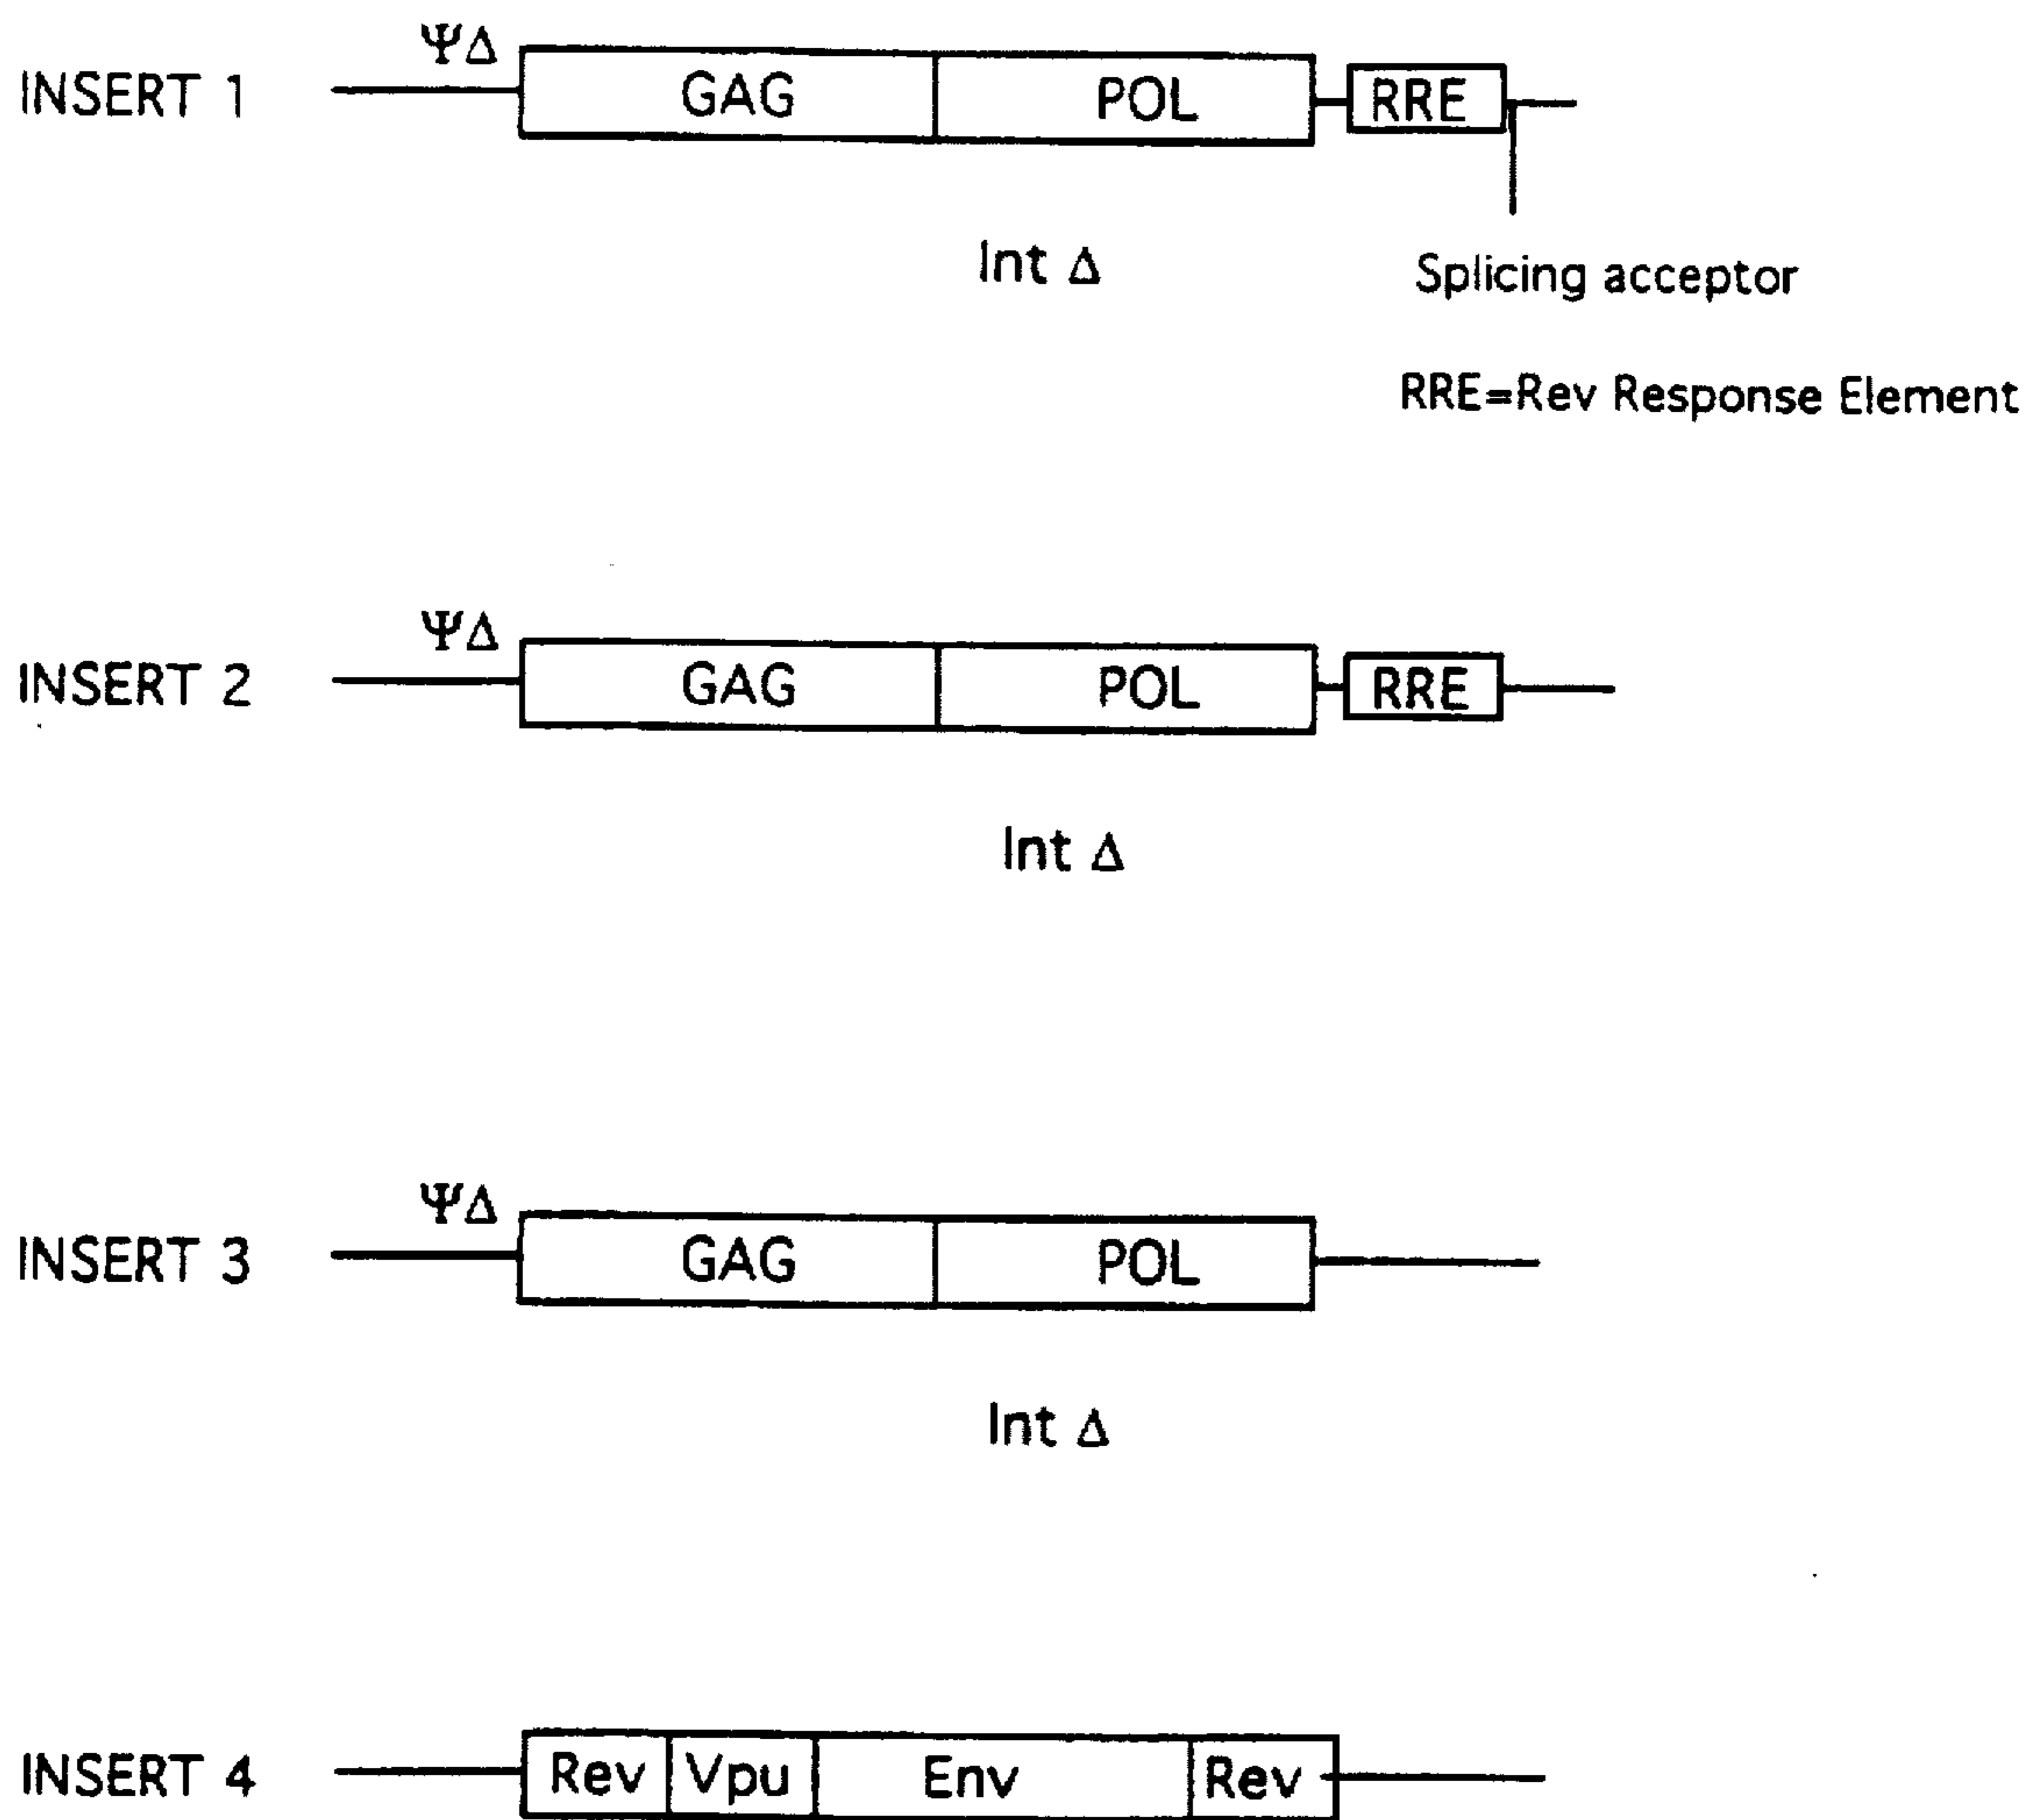 ΨΔ
INSERT 1 GAG POL RRE
Int Δ
Splicing acceptor
RRE=Rev Response Element
ΨΔ
INSERT 2 GAG POL RRE
Int Δ
ΨΔ
INSERT 3 GAG POL
Int Δ
INSERT 4 Rev Vpu Env Rev